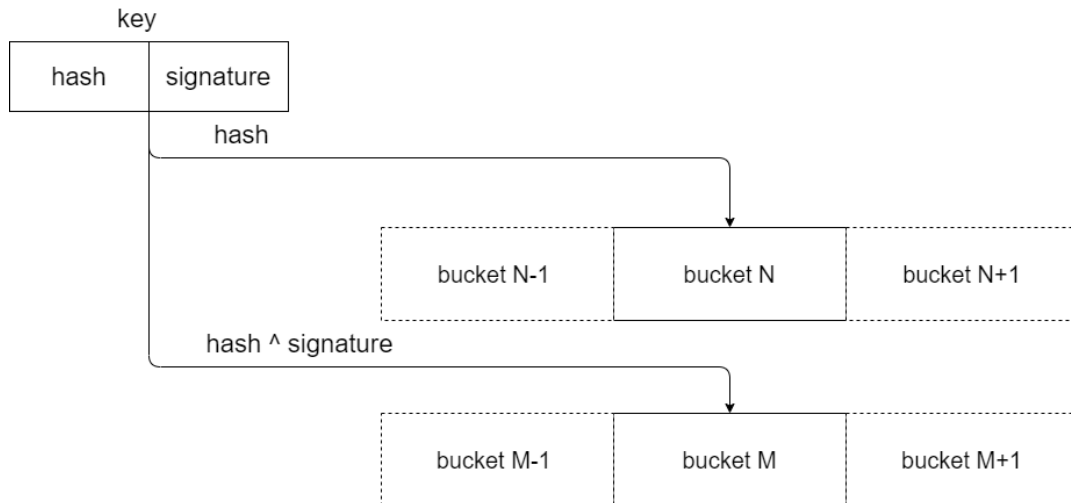 key
hash signature
hash
bucket N-1 bucket N bucket N+1
hash ^ signature
bucket M-1 bucket M bucket M+1